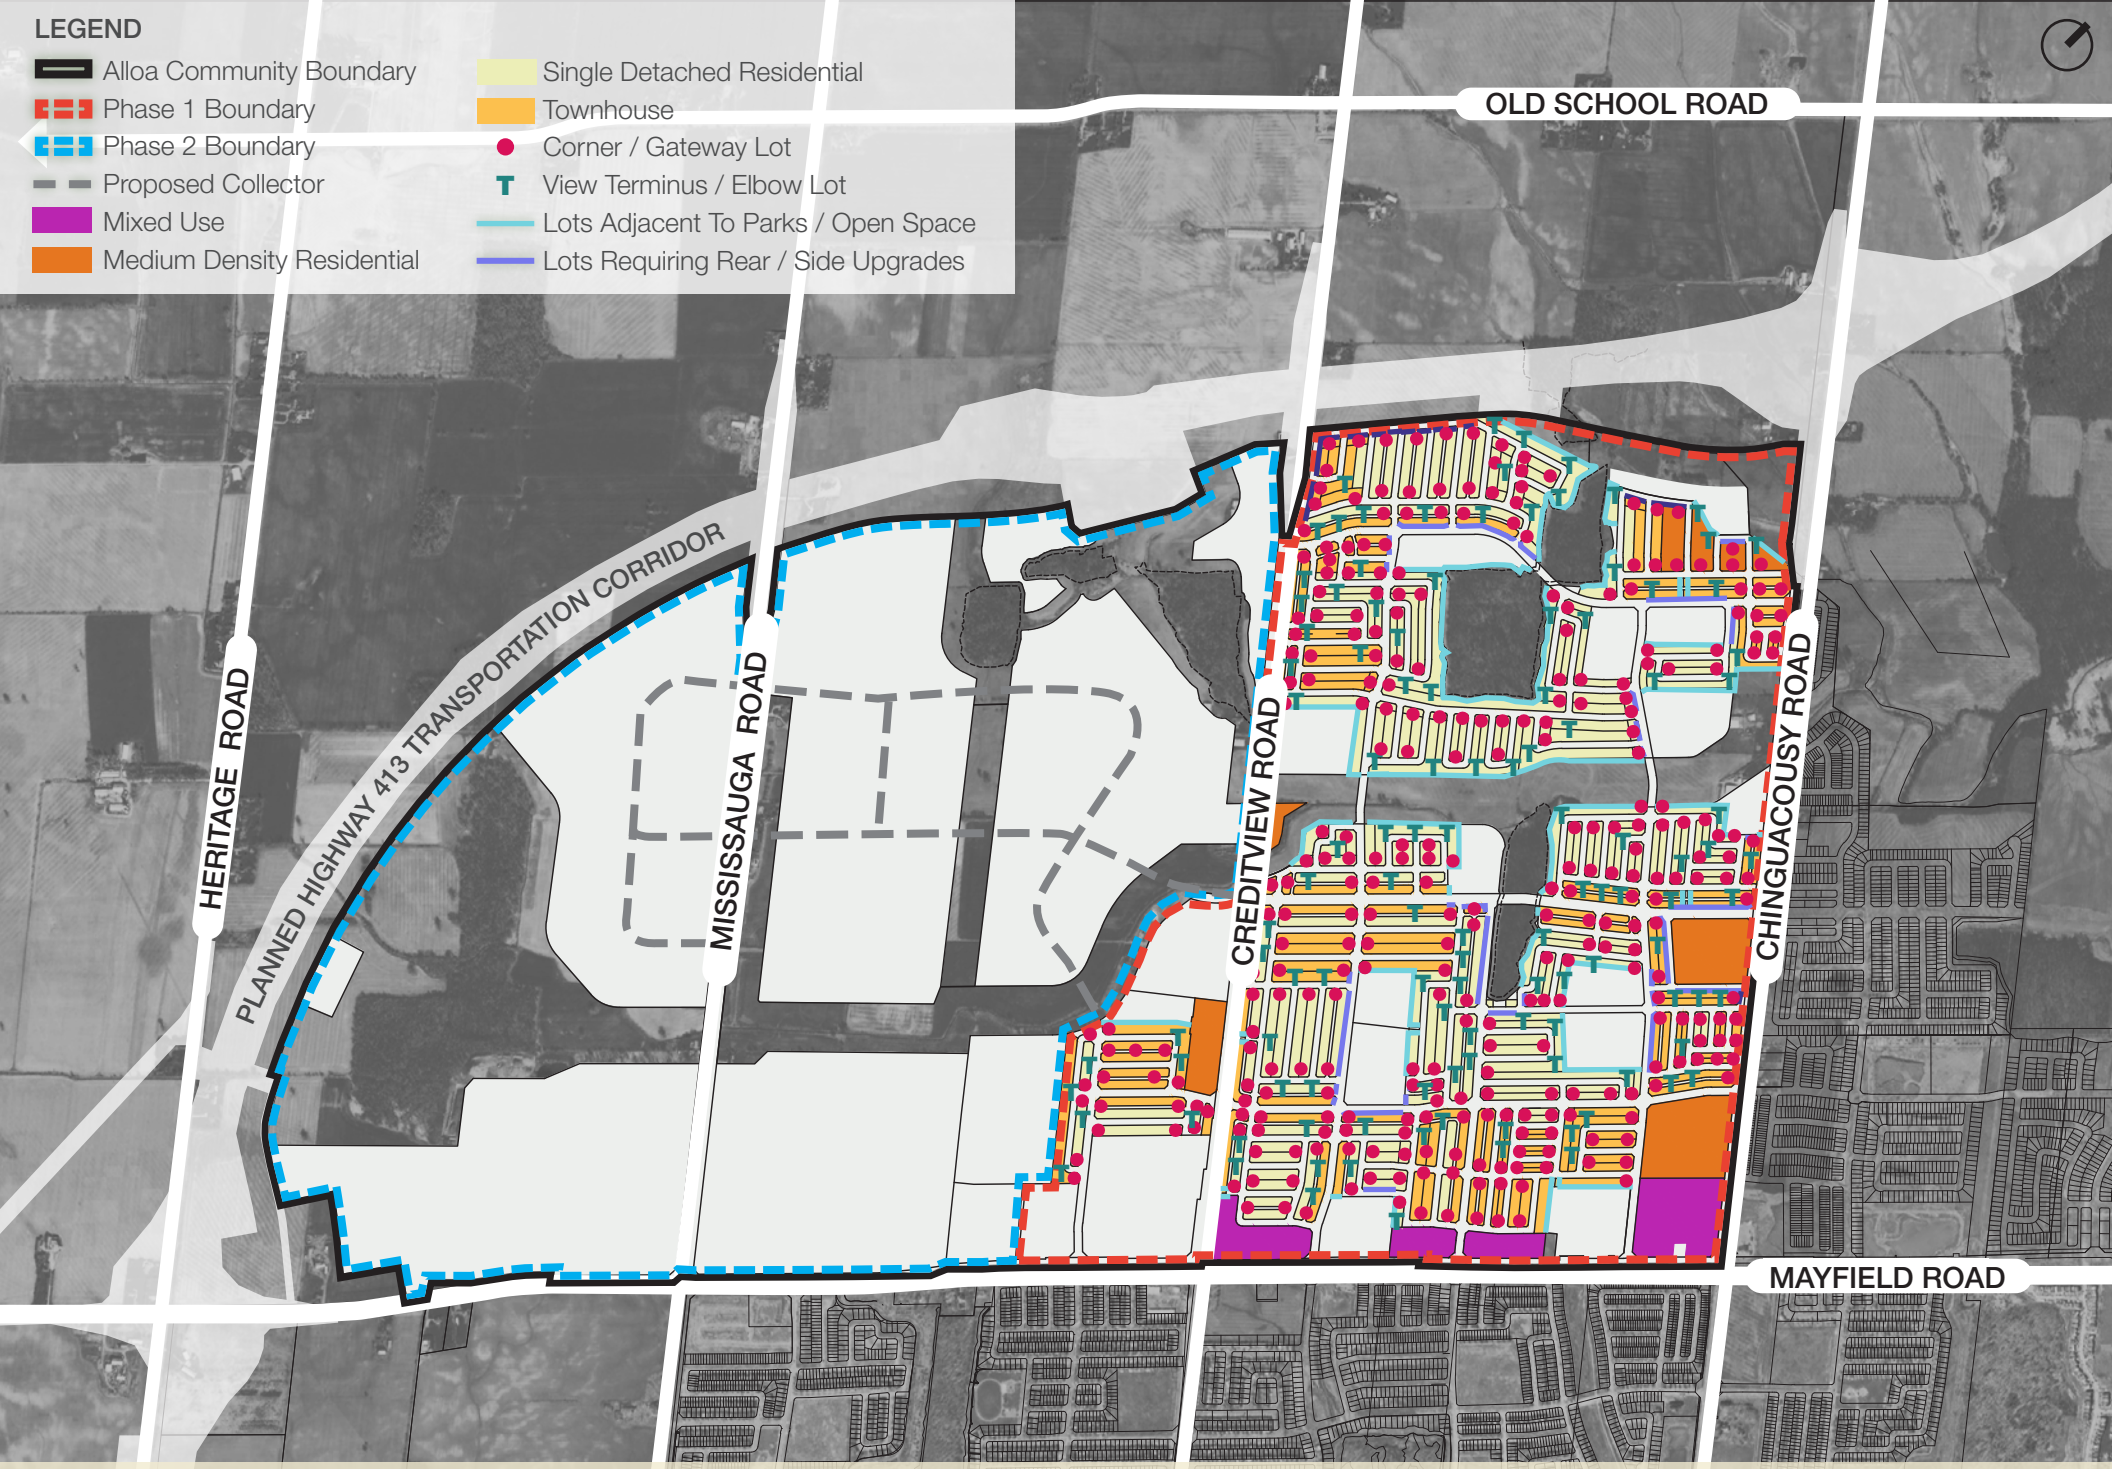 LEGEND
Alloa Community Boundary
Phase 1 Boundary
Phase 2 Boundary
Proposed Collector
Mixed Use
Medium Density Residential
Single Detached Residential
Townhouse
Corner / Gateway Lot
View Terminus / Elbow Lot
Lots Adjacent To Parks / Open Space
Lots Requiring Rear / Side Upgrades
OLD SCHOOL ROAD
PLANNED HIGHWAY 413 TRANSPORTATION CORRIDOR
HERITAGE ROAD
MISSISSAUGA ROAD
CREDITVIEW ROAD
CHINGUACOUSY ROAD
MAYFIELD ROAD